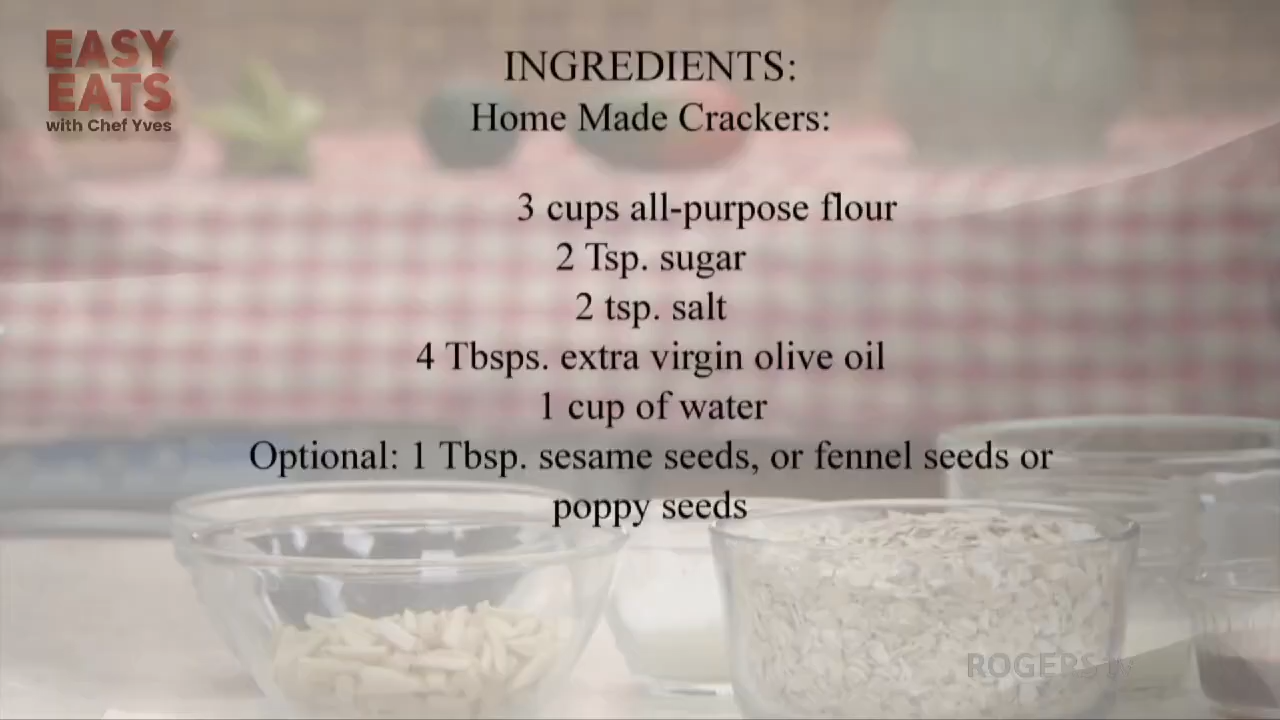 EASY
EATS
with Chef Yves
INGREDIENTS:
Home Made Crackers:
3 cups all-purpose flour
2 Tsp. sugar
2 tsp. salt
4 Tbsps. extra virgin olive oil
1 cup of water
Optional: 1 Tbsp. sesame seeds, or fennel seeds or
poppy seeds
ROGERS tv